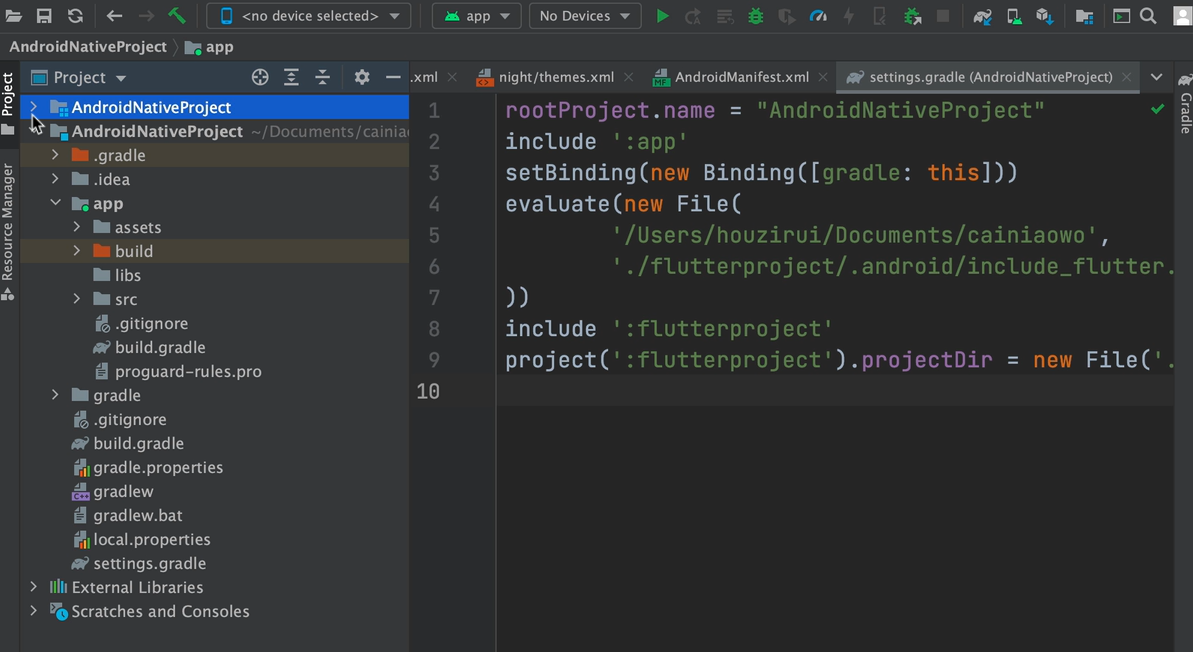 <no device selected>
app
No Devices
AndroidNativeProject
app
Project
.xml
night/themes.xml
AndroidManifest.xml
settings.gradle (AndroidNativeProject)
Project
Resource Manager
Gradle
AndroidNativeProject
AndroidNativeProject ~/Documents/cainia
.gradle
.idea
app
assets
build
libs
src
.gitignore
build.gradle
proguard-rules.pro
gradle
.gitignore
build.gradle
gradle.properties
gradlew
gradlew.bat
local.properties
settings.gradle
External Libraries
Scratches and Consoles
1 rootProject.name = "AndroidNativeProject"
2 include ':app'
3 setBinding(new Binding([gradle: this]))
4 evaluate(new File(
5 '/Users/houzirui/Documents/cainiaowo',
6 './flutterproject/.android/include_flutter.
7 ))
8 include ':flutterproject'
9 project(':flutterproject').projectDir = new File('.
10